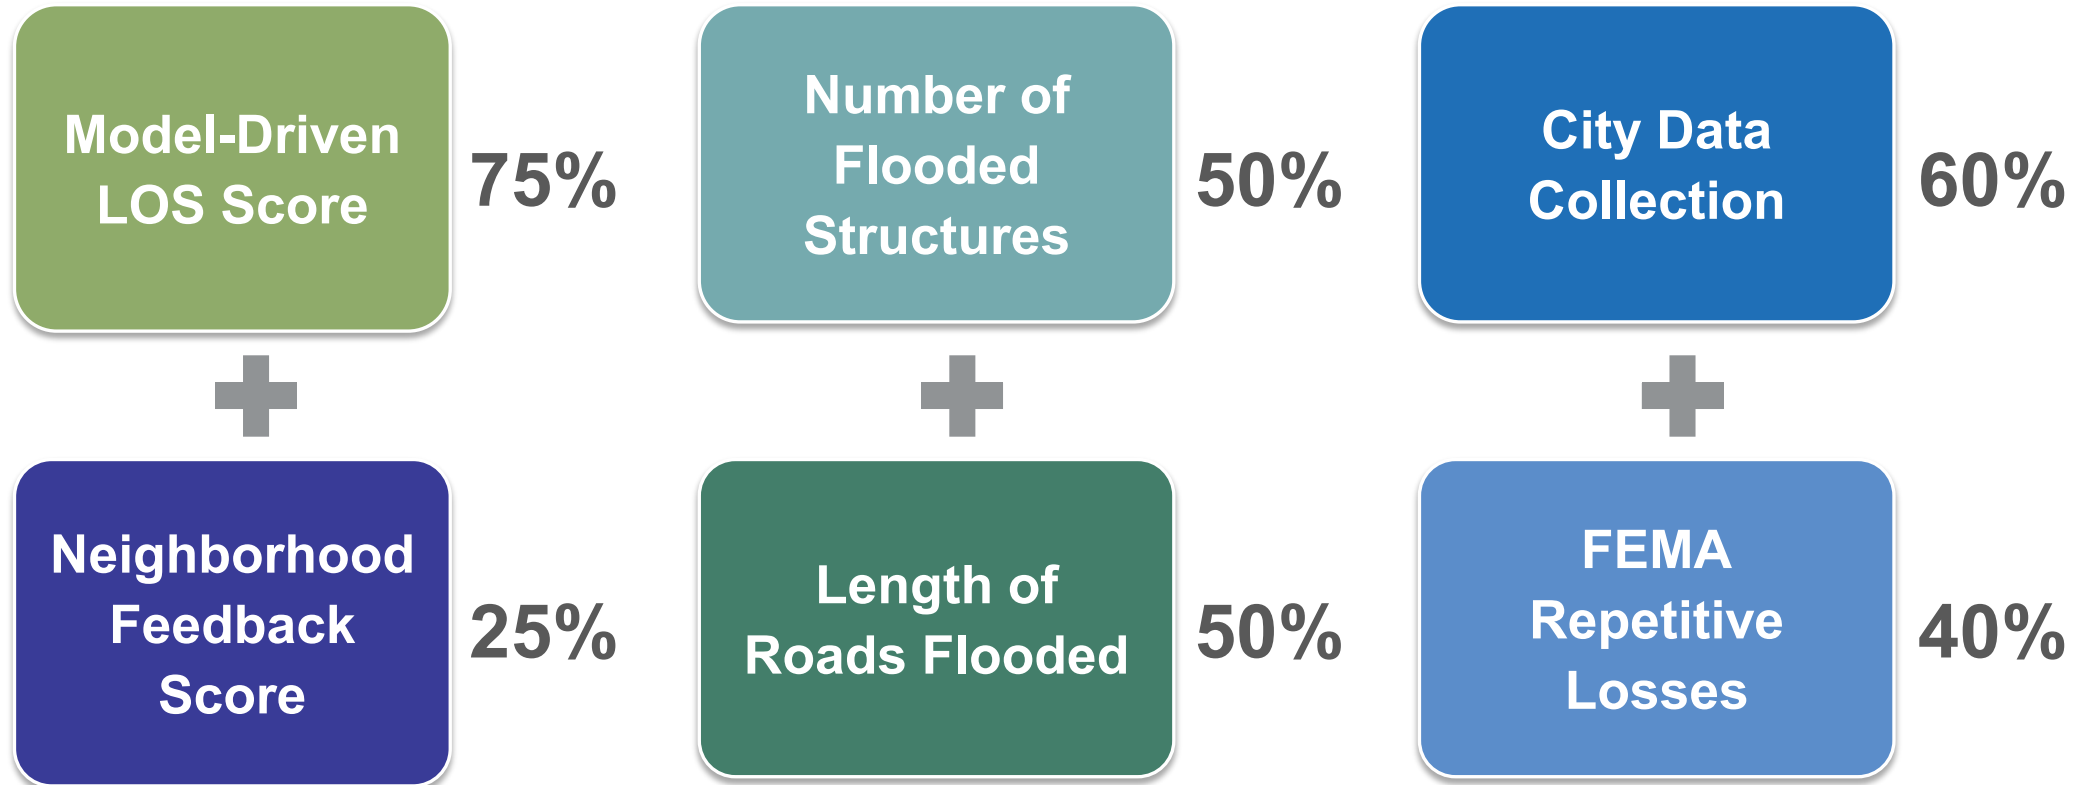 Model-Driven
LOS Score
75%
Number of
Flooded
Structures
50%
City Data
Collection
60%
Neighborhood
Feedback
Score
25%
Length of
Roads Flooded
50%
FEMA
Repetitive
Losses
40%